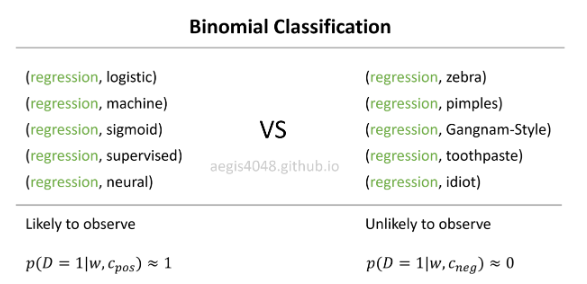 Binomial Classification
(regression, logistic)
(regression, machine)
(regression, sigmoid)
(regression, supervised)
(regression, neural)
VS
aegis4048.github.io
(regression, zebra)
(regression, pimples)
(regression, Gangnam-Style)
(regression, toothpaste)
(regression, idiot)
Likely to observe
p(D = 1|w, c_pos) ≈ 1
Unlikely to observe
p(D = 1|w, c_neg) ≈ 0